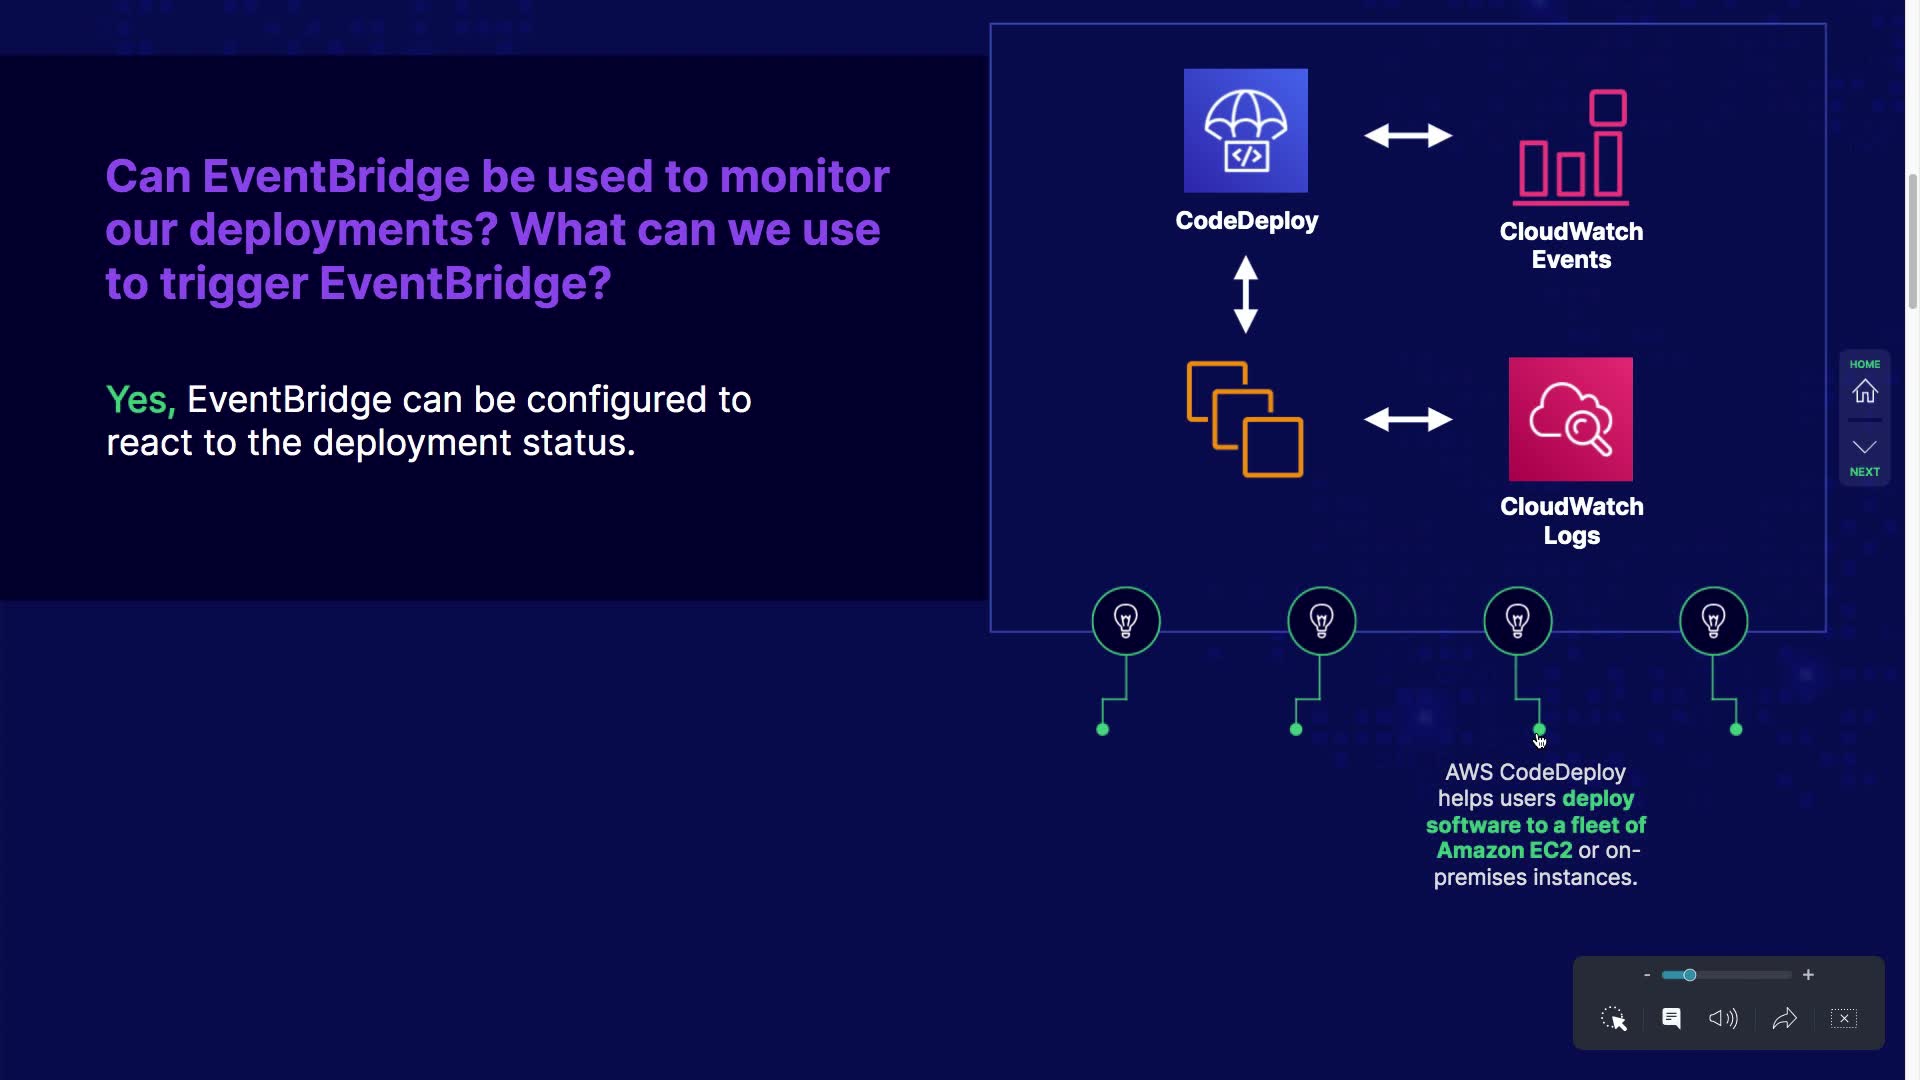 Can EventBridge be used to monitor
our deployments? What can we use
to trigger EventBridge?
Yes, EventBridge can be configured to
react to the deployment status.
</>
CodeDeploy
CloudWatch
Events
CloudWatch
Logs
AWS CodeDeploy
helps users deploy
software to a fleet of
Amazon EC2 or on-
premises instances.
HOME
NEXT
- +